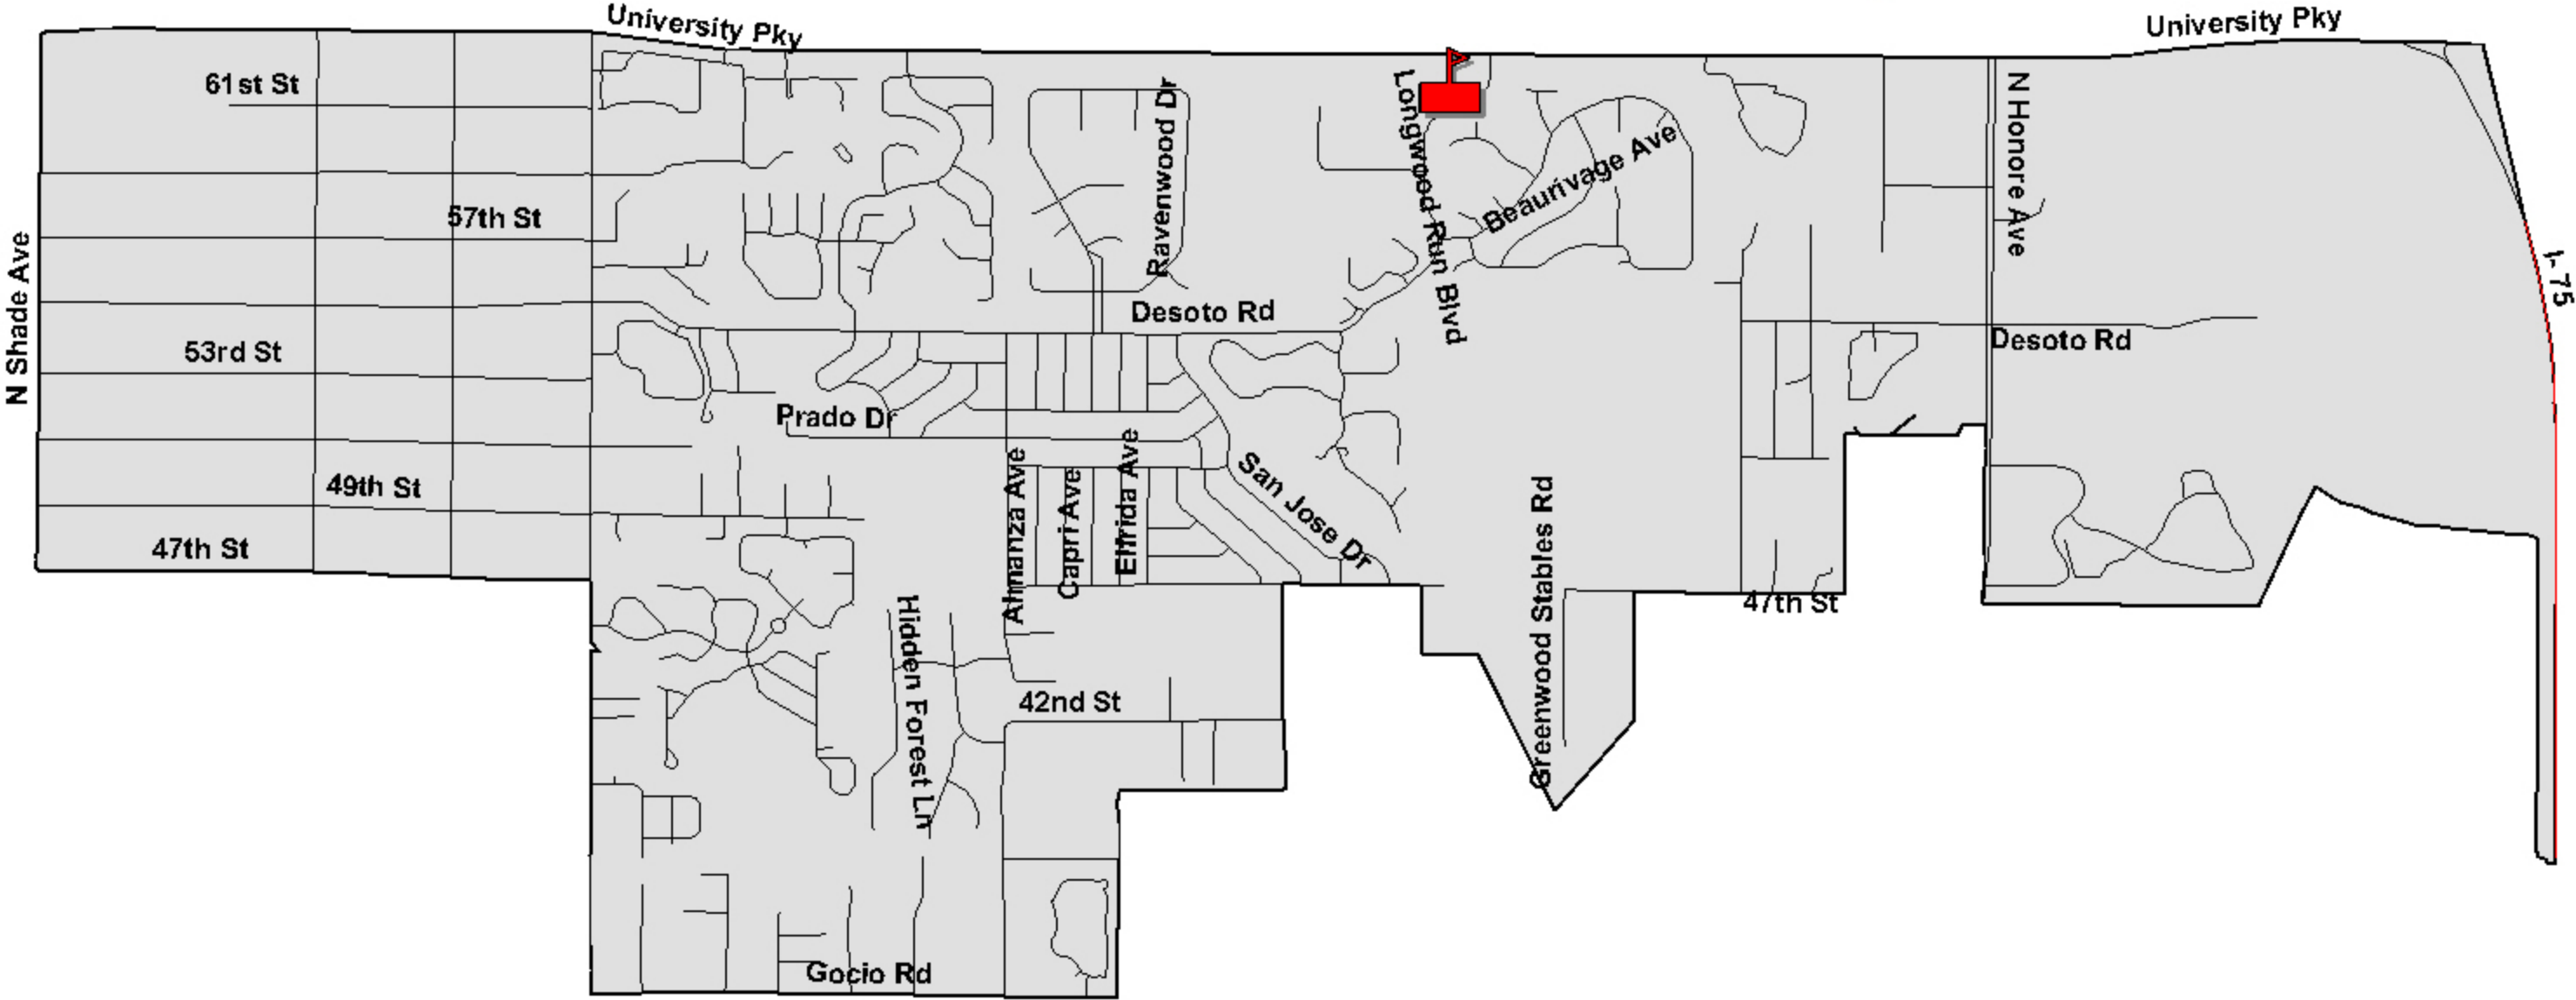 University Pky
University Pky
61st St
Ravenwood Dr
Longwood Run Blvd
Beaurivage Ave
N Honore Ave
57th St
N Shade Ave
I-75
Desoto Rd
Desoto Rd
53rd St
Prado Dr
49th St
Almanza Ave
Capri Ave
Elfrida Ave
San Jose Dr
Greenwood Stables Rd
47th St
47th St
Hidden Forest Ln
42nd St
Gocio Rd